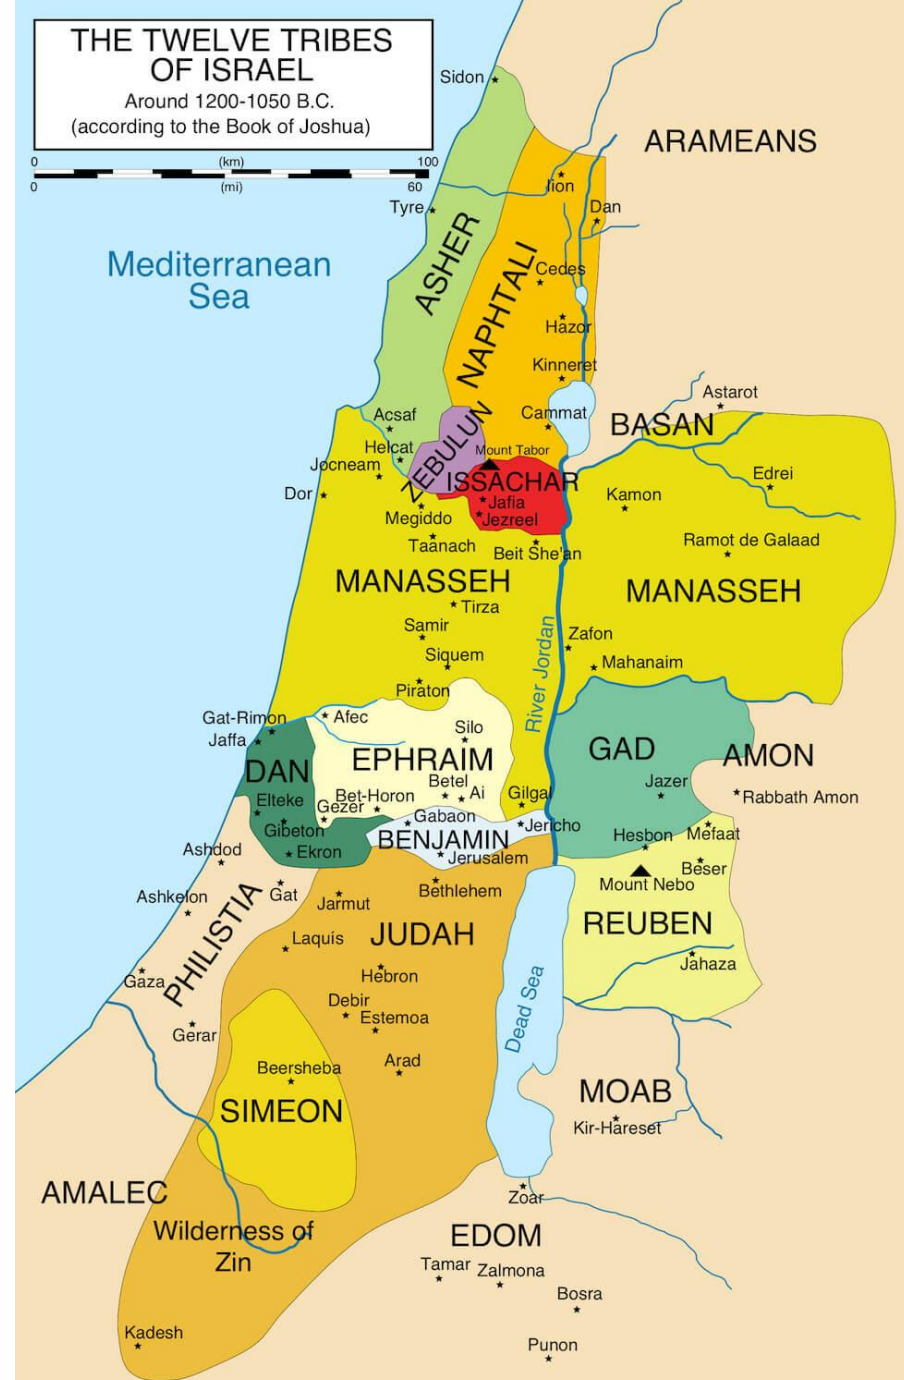 THE TWELVE TRIBES
OF ISRAEL
Around 1200-1050 B.C.
(according to the Book of Joshua)
0 (km) 100
0 (mi) 60
Sidon
ARAMEANS
Iion
Tyre
Dan
ASHER
Mediterranean
Sea
NAPHTALI
Cedes
Hazor
Kinneret
Astarot
Acsaf
Cammat
BASAN
ZEBULUN
Helcat
Mount Tabor
Jocneam
ISSACHAR
Edrei
Dor
Jafia
Kamon
Megiddo
Jezreel
Taanach
Beit She'an
Ramot de Galaad
MANASSEH
MANASSEH
Tirza
Samir
Zafon
Siquem
Mahanaim
Piraton
River Jordan
Gat-Rimon
Afec
Jaffa
Silo
GAD
AMON
EPHRAIM
DAN
Betel
Jazer
Elteke
Bet-Horon
Ai
Gilgal
Rabbath Amon
Gezer
Gabaon
Gibeton
Jericho
Hesbon
Mefaat
BENJAMIN
Ashdod
Ekron
Jerusalem
Beser
Mount Nebo
Ashkelon
Gat
Jarmut
Bethlehem
REUBEN
PHILISTIA
Laquís
JUDAH
Jahaza
Hebron
Gaza
Debir
Dead Sea
Estemoa
Gerar
Arad
Beersheba
MOAB
SIMEON
Kir-Hareset
AMALEC
Zoar
Wilderness of
Zin
EDOM
Tamar
Zalmona
Bosra
Kadesh
Punon